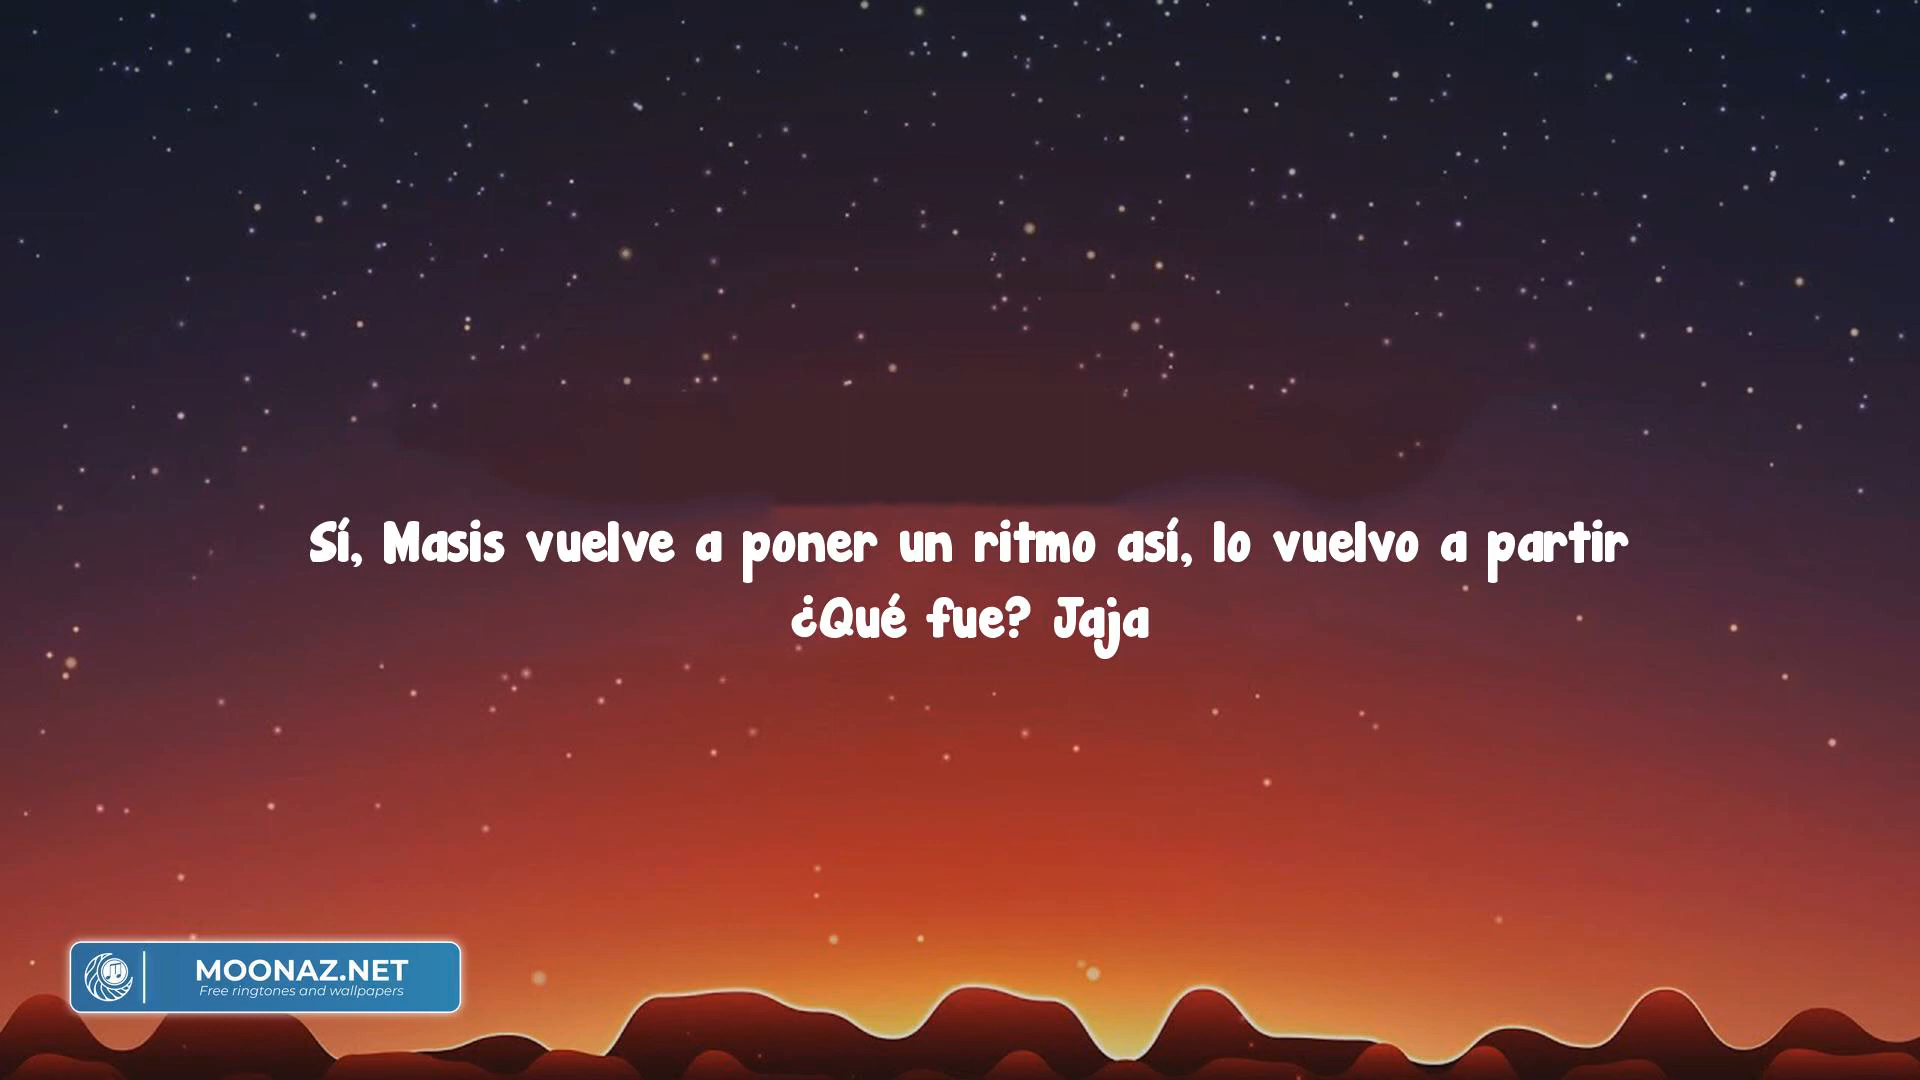 Sí, Masis vuelve a poner un ritmo así, lo vuelvo a partir
¿Qué fue? Jaja
MOONAZ.NET
Free ringtones and wallpapers